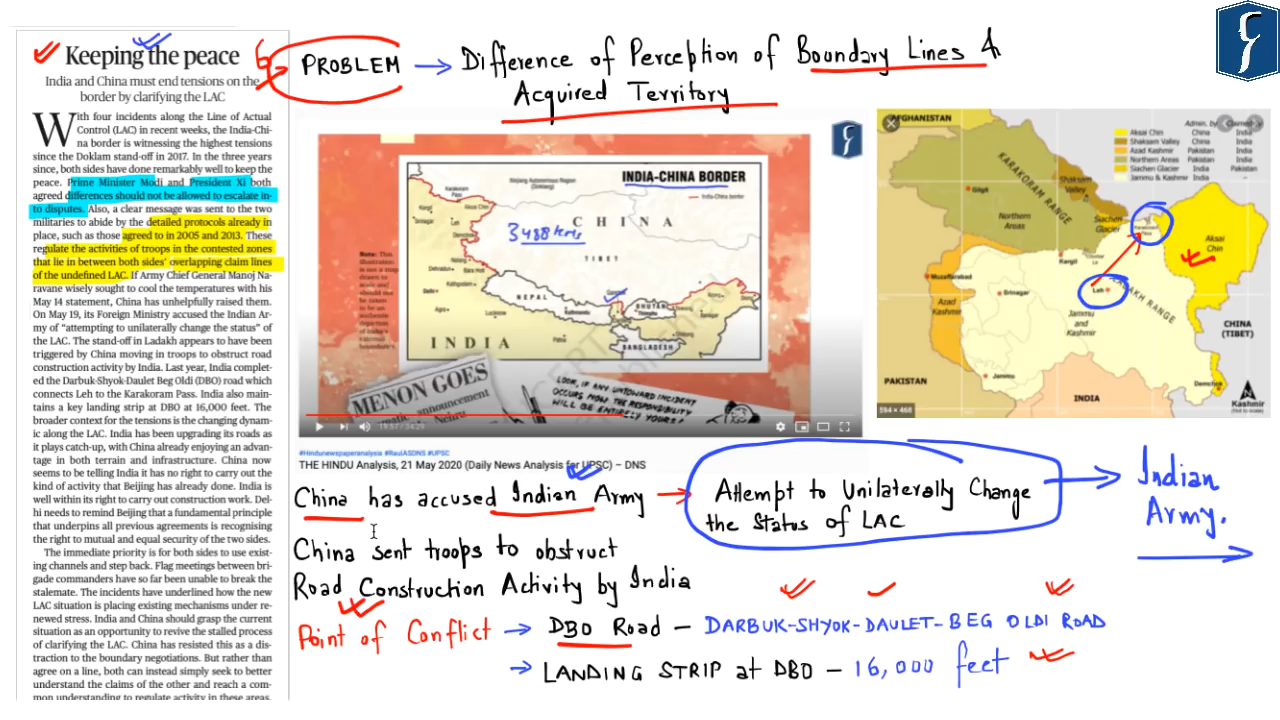 Keeping the peace
India and China must end tensions on the
border by clarifying the LAC
With four incidents along the Line of Actual
Control (LAC) in recent weeks, the India-Chi-
na border is witnessing the highest tensions
since the Doklam stand-off in 2017. In the three years
since, both sides have done remarkably well to keep the
peace. Prime Minister Modi and President Xi both
agreed differences should not be allowed to escalate in-
to disputes. Also, a clear message was sent to the two
militaries to abide by the detailed protocols already in
place, such as those agreed to in 2005 and 2013. These
regulate the activities of troops in the contested zones
that lie in between both sides' overlapping claim lines
of the undefined LAC. If Army Chief General Manoj Na-
ravane wisely sought to cool the temperatures with his
May 14 statement, China has unhelpfully raised them.
On May 19, its Foreign Ministry accused the Indian Ar-
my of "attempting to unilaterally change the status" of
the LAC. The stand-off in Ladakh appears to have been
triggered by China moving in troops to obstruct road
construction activity by India. Last year, India complet-
ed the Darbuk-Shyok-Daulet Beg Oldi (DBO) road which
connects Leh to the Karakoram Pass. India also main-
tains a key landing strip at DBO at 16,000 feet. The
broader context for the tensions is the changing dynam-
ic along the LAC. India has been upgrading its roads as
it plays catch-up, with China already enjoying an advan-
tage in both terrain and infrastructure. China now
seems to be telling India it has no right to carry out the
kind of activity that Beijing has already done. India is
well within its right to carry out construction work. Del-
hi needs to remind Beijing that a fundamental principle
that underpins all previous agreements is recognising
the right to mutual and equal security of the two sides.
The immediate priority is for both sides to use exist-
ing channels and step back. Flag meetings between bri-
gade commanders have so far been unable to break the
stalemate. The incidents have underlined how the new
LAC situation is placing existing mechanisms under re-
newed stress. India and China should grasp the current
situation as an opportunity to revive the stalled process
of clarifying the LAC. China has resisted this as a dis-
traction to the boundary negotiations. But rather than
agree on a line, both can instead simply seek to better
understand the claims of the other and reach a com-
mon understanding to regulate activity in these areas.
PROBLEM → Difference of Perception of Boundary Lines &
Acquired Territory
INDIA-CHINA BORDER
India-China border
CHINA
3488 kms
TIBET
NEPAL
BHUTAN
BANGLADESH
INDIA
MENON GOES
LOOK, IF ANY UNTOWARD INCIDENT
OCCURS NOW THE RESPONSIBILITY
WILL BE ENTIRELY YOURS!
AFGHANISTAN
Admin. by Claimed
Aksai Chin China India
Shaksam Valley China India
Azad Kashmir Pakistan India
Northern Areas Pakistan India
Siachen Glacier India Pakistan
Jammu & Kashmir India
KARAKORAM RANGE
Shaksam
Valley
Gilgit
Northern
Areas
Siachen
Glacier
Aksai
Chin
Kargil
Muzaffarabad
Srinagar
Leh
LADAKH RANGE
Azad
Kashmir
Jammu
and
Kashmir
CHINA
(TIBET)
PAKISTAN
Jammu
INDIA
Demchok
Kashmir
594 × 468
#Hindunewspaperanalysis #RauIASDNS #UPSC
THE HINDU Analysis, 21 May 2020 (Daily News Analysis for UPSC) – DNS
China has accused Indian Army → Attempt to Unilaterally Change
the Status of LAC
→ Indian
Army.
China sent troops to obstruct
Road Construction Activity by India
Point of Conflict → DBO Road – DARBUK-SHYOK-DAULET-BEG OLDI ROAD
→ LANDING STRIP at DBO – 16,000 feet